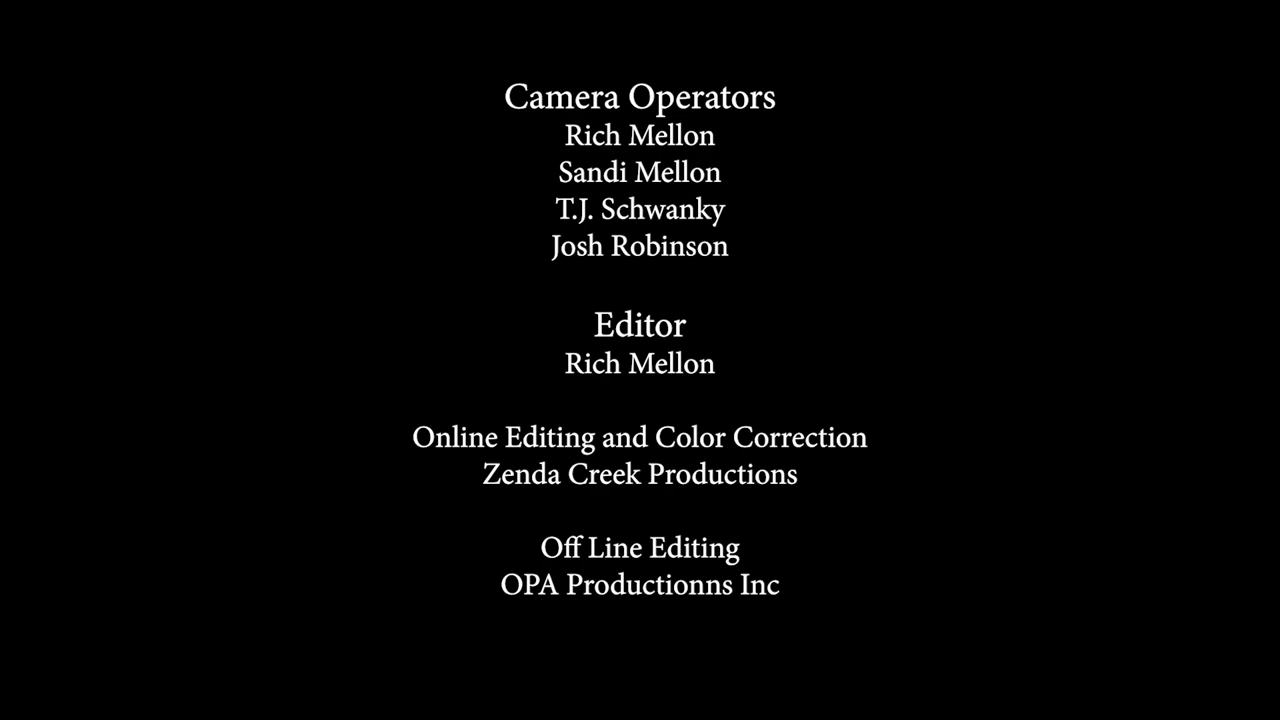 Camera Operators
Rich Mellon
Sandi Mellon
T.J. Schwanky
Josh Robinson
Editor
Rich Mellon
Online Editing and Color Correction
Zenda Creek Productions
Off Line Editing
OPA Productionns Inc